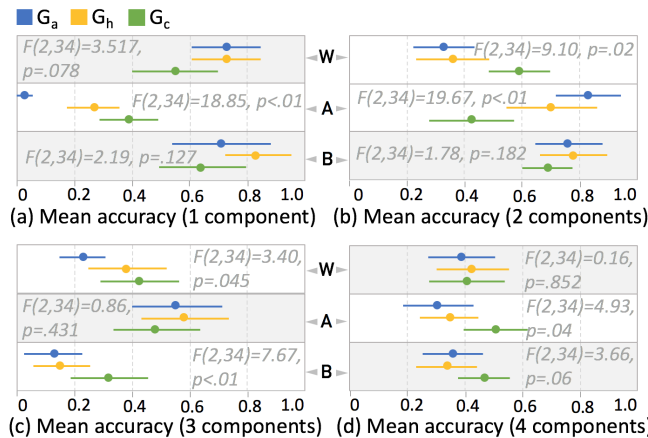 Ga Gh Gc
F(2,34)=3.517,
p=.078
F(2,34)=18.85, p<.01
F(2,34)=2.19, p=.127
0 0.2 0.4 0.6 0.8 1.0
(a) Mean accuracy (1 component)
W
A
B
F(2,34)=9.10, p=.02
F(2,34)=19.67, p<.01
F(2,34)=1.78, p=.182
0 0.2 0.4 0.6 0.8 1.0
(b) Mean accuracy (2 components)
F(2,34)=3.40,
p=.045
F(2,34)=0.86,
p=.431
F(2,34)=7.67,
p<.01
0 0.2 0.4 0.6 0.8 1.0
(c) Mean accuracy (3 components)
W
A
B
F(2,34)=0.16,
p=.852
F(2,34)=4.93,
p=.04
F(2,34)=3.66,
p=.06
0 0.2 0.4 0.6 0.8 1.0
(d) Mean accuracy (4 components)